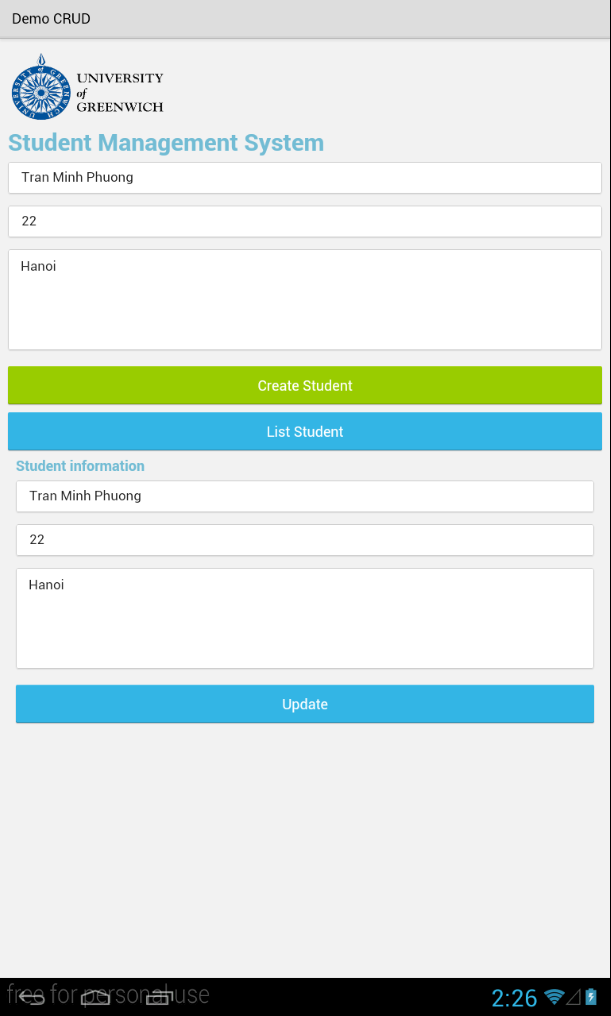 Demo CRUD
UNIVERSITY
of
GREENWICH
Student Management System
Tran Minh Phuong
22
Hanoi
Create Student
List Student
Student information
Tran Minh Phuong
22
Hanoi
Update
free for personal use
2:26